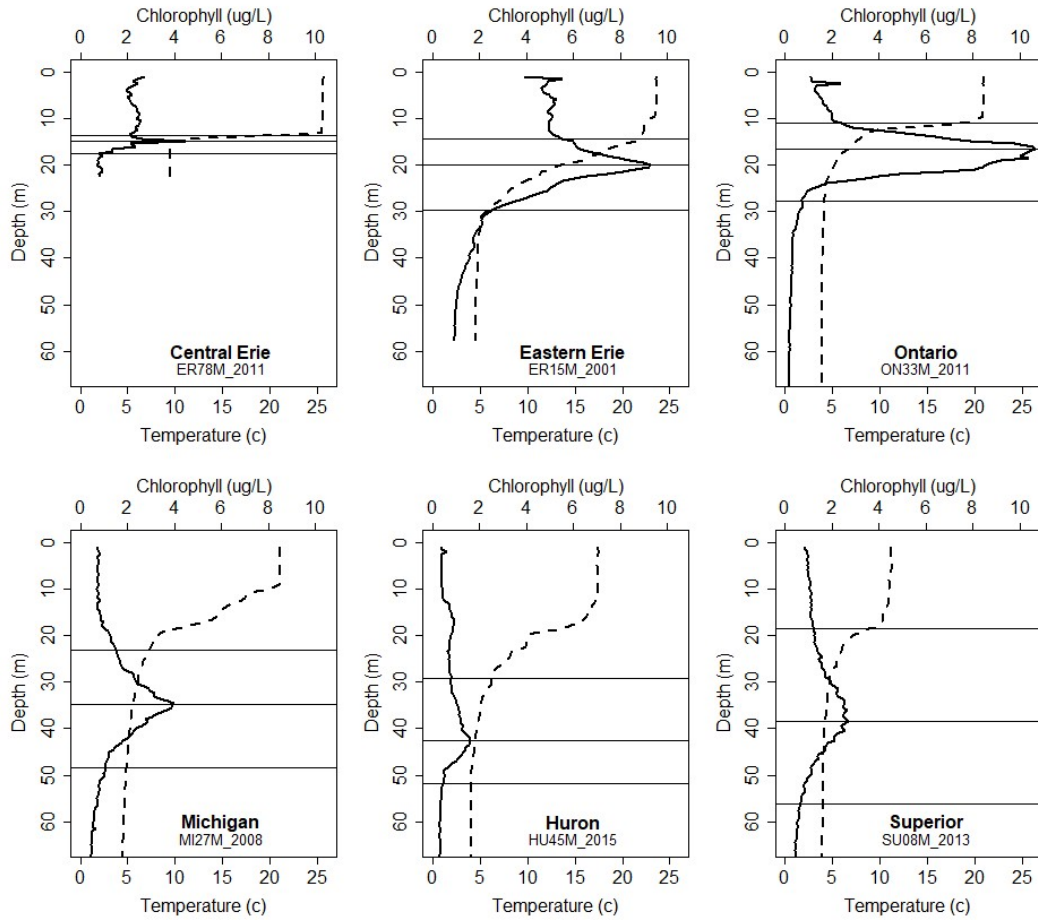 Chlorophyll (ug/L)
0 2 4 6 8 10
Depth (m)
0 10 20 30 40 50 60
Central Erie
ER78M_2011
0 5 10 15 20 25
Temperature (c)
Chlorophyll (ug/L)
0 2 4 6 8 10
Depth (m)
0 10 20 30 40 50 60
Eastern Erie
ER15M_2001
0 5 10 15 20 25
Temperature (c)
Chlorophyll (ug/L)
0 2 4 6 8 10
Depth (m)
0 10 20 30 40 50 60
Ontario
ON33M_2011
0 5 10 15 20 25
Temperature (c)
Chlorophyll (ug/L)
0 2 4 6 8 10
Depth (m)
0 10 20 30 40 50 60
Michigan
MI27M_2008
0 5 10 15 20 25
Temperature (c)
Chlorophyll (ug/L)
0 2 4 6 8 10
Depth (m)
0 10 20 30 40 50 60
Huron
HU45M_2015
0 5 10 15 20 25
Temperature (c)
Chlorophyll (ug/L)
0 2 4 6 8 10
Depth (m)
0 10 20 30 40 50 60
Superior
SU08M_2013
0 5 10 15 20 25
Temperature (c)